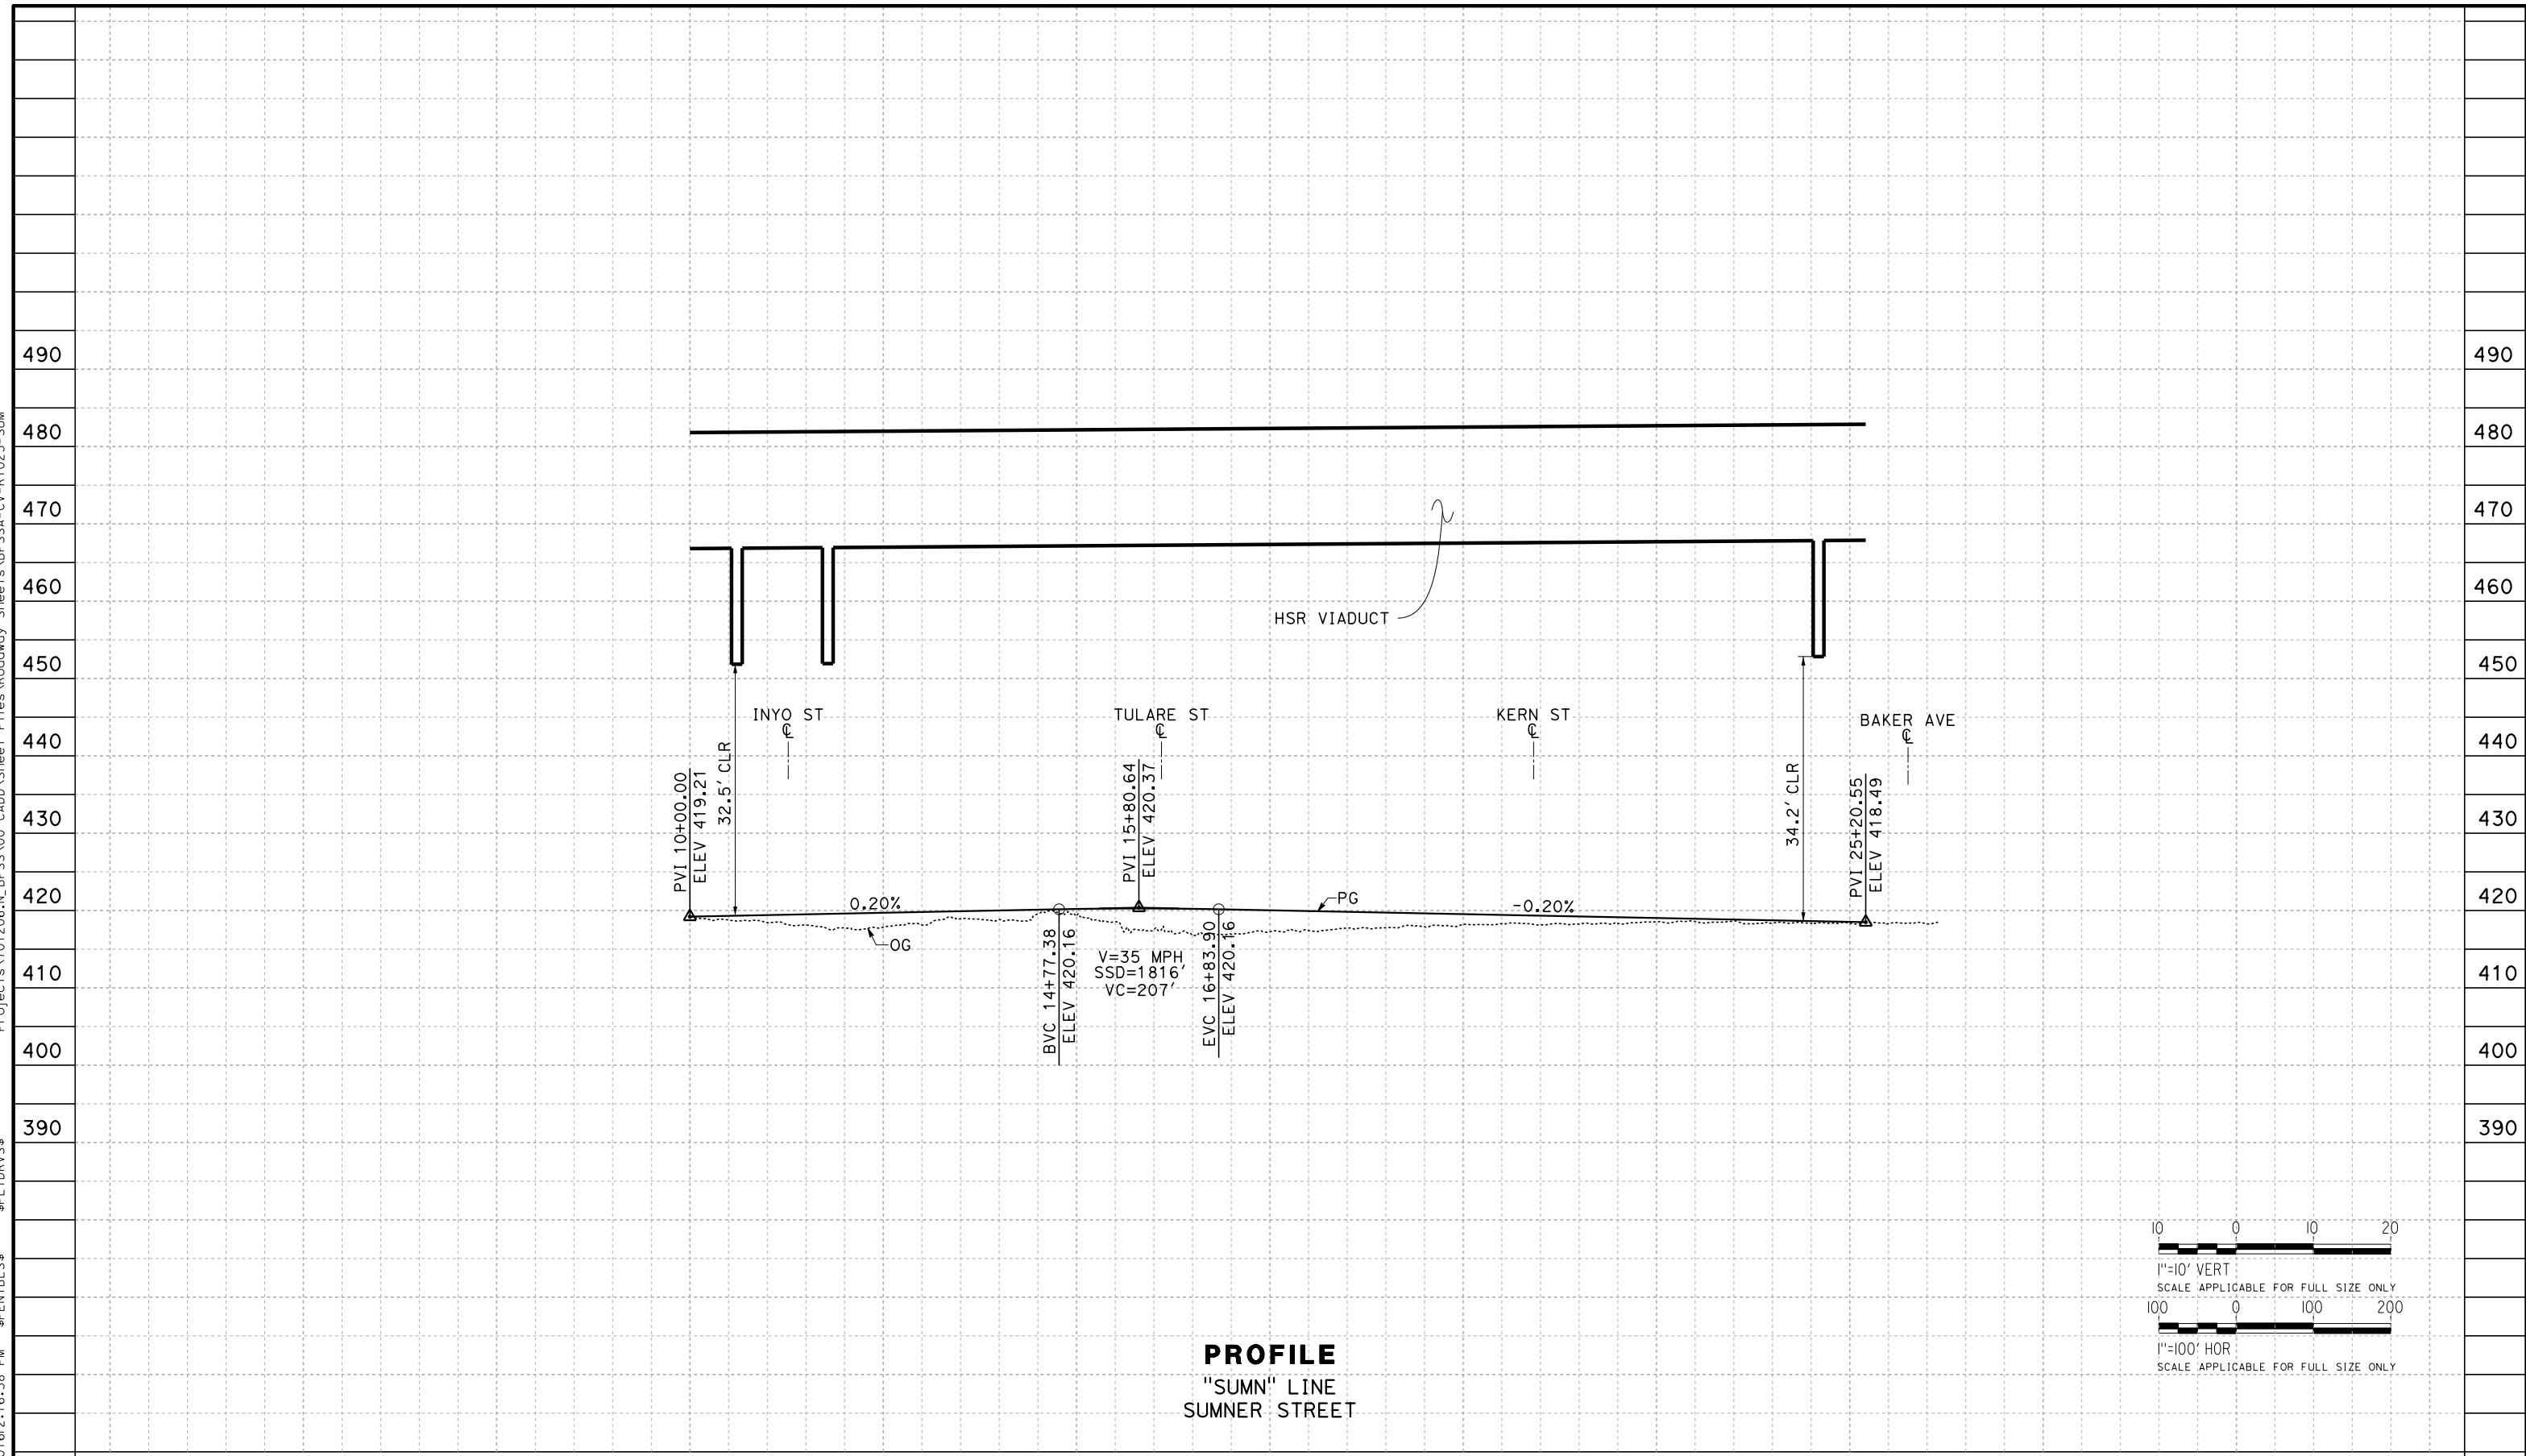 490
490
480
480
470
470
460
460
HSR VIADUCT
450
450
INYO ST
℄
TULARE ST
℄
KERN ST
℄
BAKER AVE
℄
440
440
PVI 10+00.00
ELEV 419.21
32.5' CLR
PVI 15+80.64
ELEV 420.37
34.2' CLR
PVI 25+20.55
ELEV 418.49
430
430
420
420
0.20%
PG
-0.20%
OG
BVC 14+77.38
ELEV 420.16
V=35 MPH
SSD=1816'
VC=207'
EVC 16+83.90
ELEV 420.16
410
410
400
400
390
390
10 0 10 20
1"=10' VERT
SCALE APPLICABLE FOR FULL SIZE ONLY
100 0 100 200
1"=100' HOR
SCALE APPLICABLE FOR FULL SIZE ONLY
PROFILE
"SUMN" LINE
SUMNER STREET